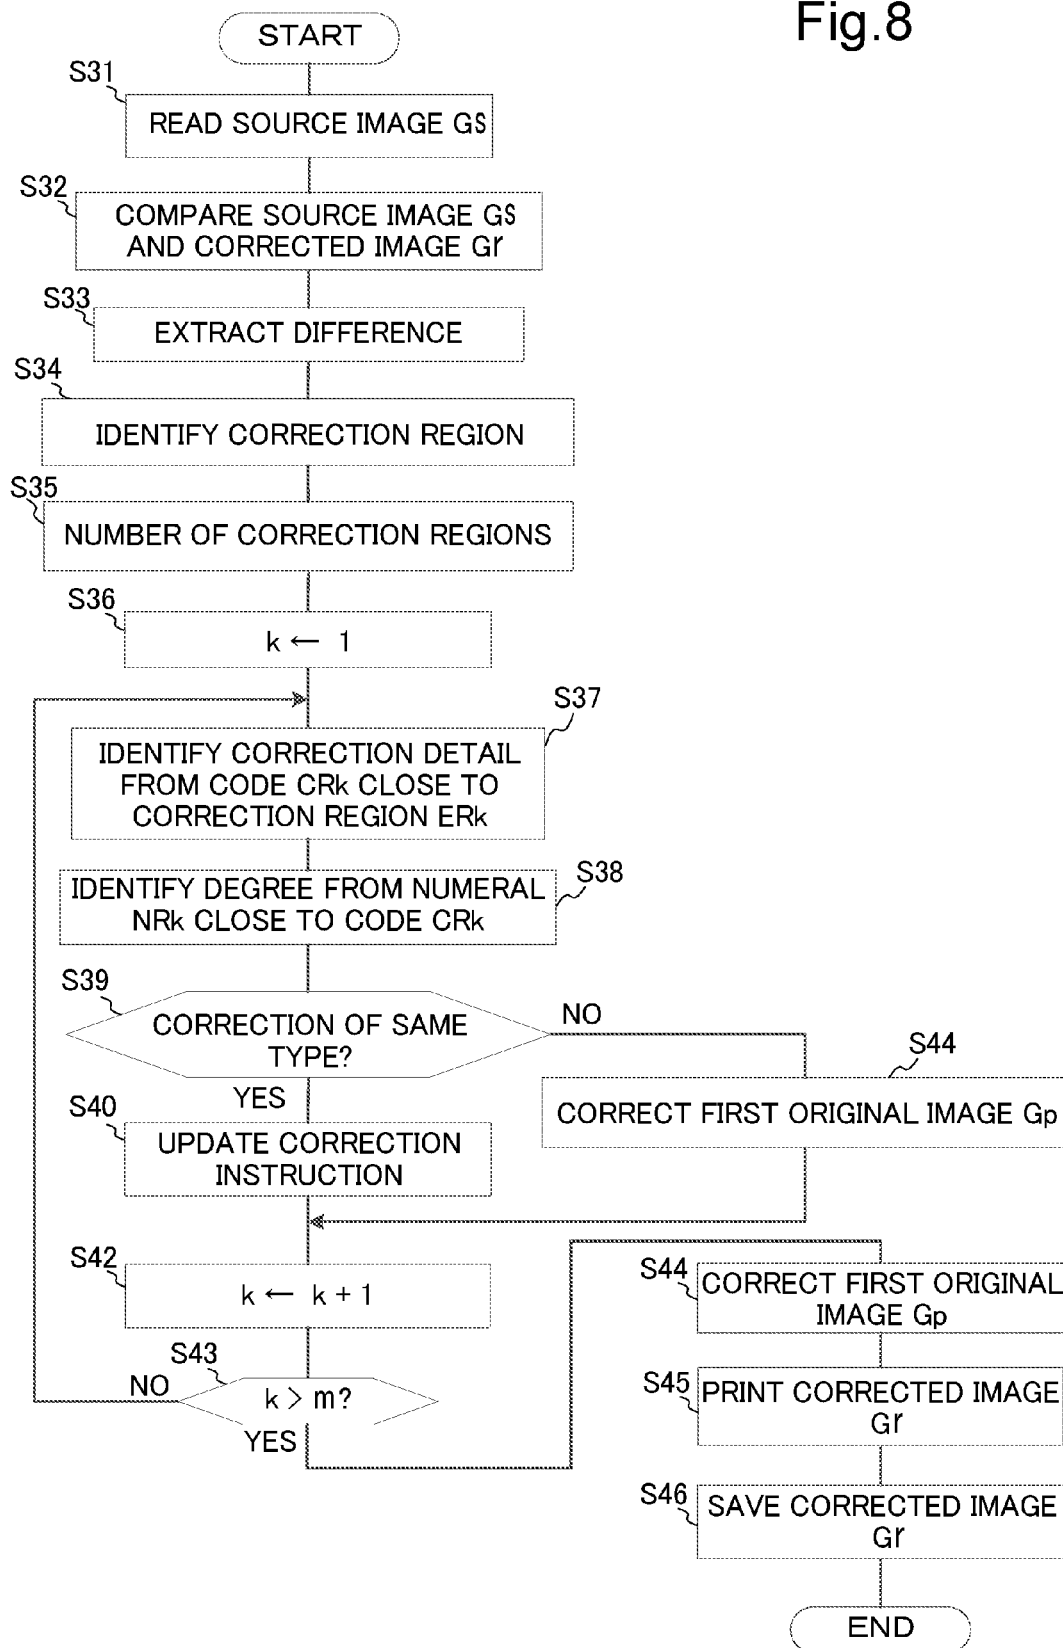 Fig.8
START
S31
READ SOURCE IMAGE Gs
S32
COMPARE SOURCE IMAGE Gs
AND CORRECTED IMAGE Gr
S33
EXTRACT DIFFERENCE
S34
IDENTIFY CORRECTION REGION
S35
NUMBER OF CORRECTION REGIONS
S36
k ← 1
S37
IDENTIFY CORRECTION DETAIL
FROM CODE CRk CLOSE TO
CORRECTION REGION ERk
S38
IDENTIFY DEGREE FROM NUMERAL
NRk CLOSE TO CODE CRk
S39
CORRECTION OF SAME
TYPE?
NO
YES
S44
CORRECT FIRST ORIGINAL IMAGE Gp
S40
UPDATE CORRECTION
INSTRUCTION
S42
k ← k + 1
S43
k > m?
NO
YES
S44
CORRECT FIRST ORIGINAL
IMAGE Gp
S45
PRINT CORRECTED IMAGE
Gr
S46
SAVE CORRECTED IMAGE
Gr
END